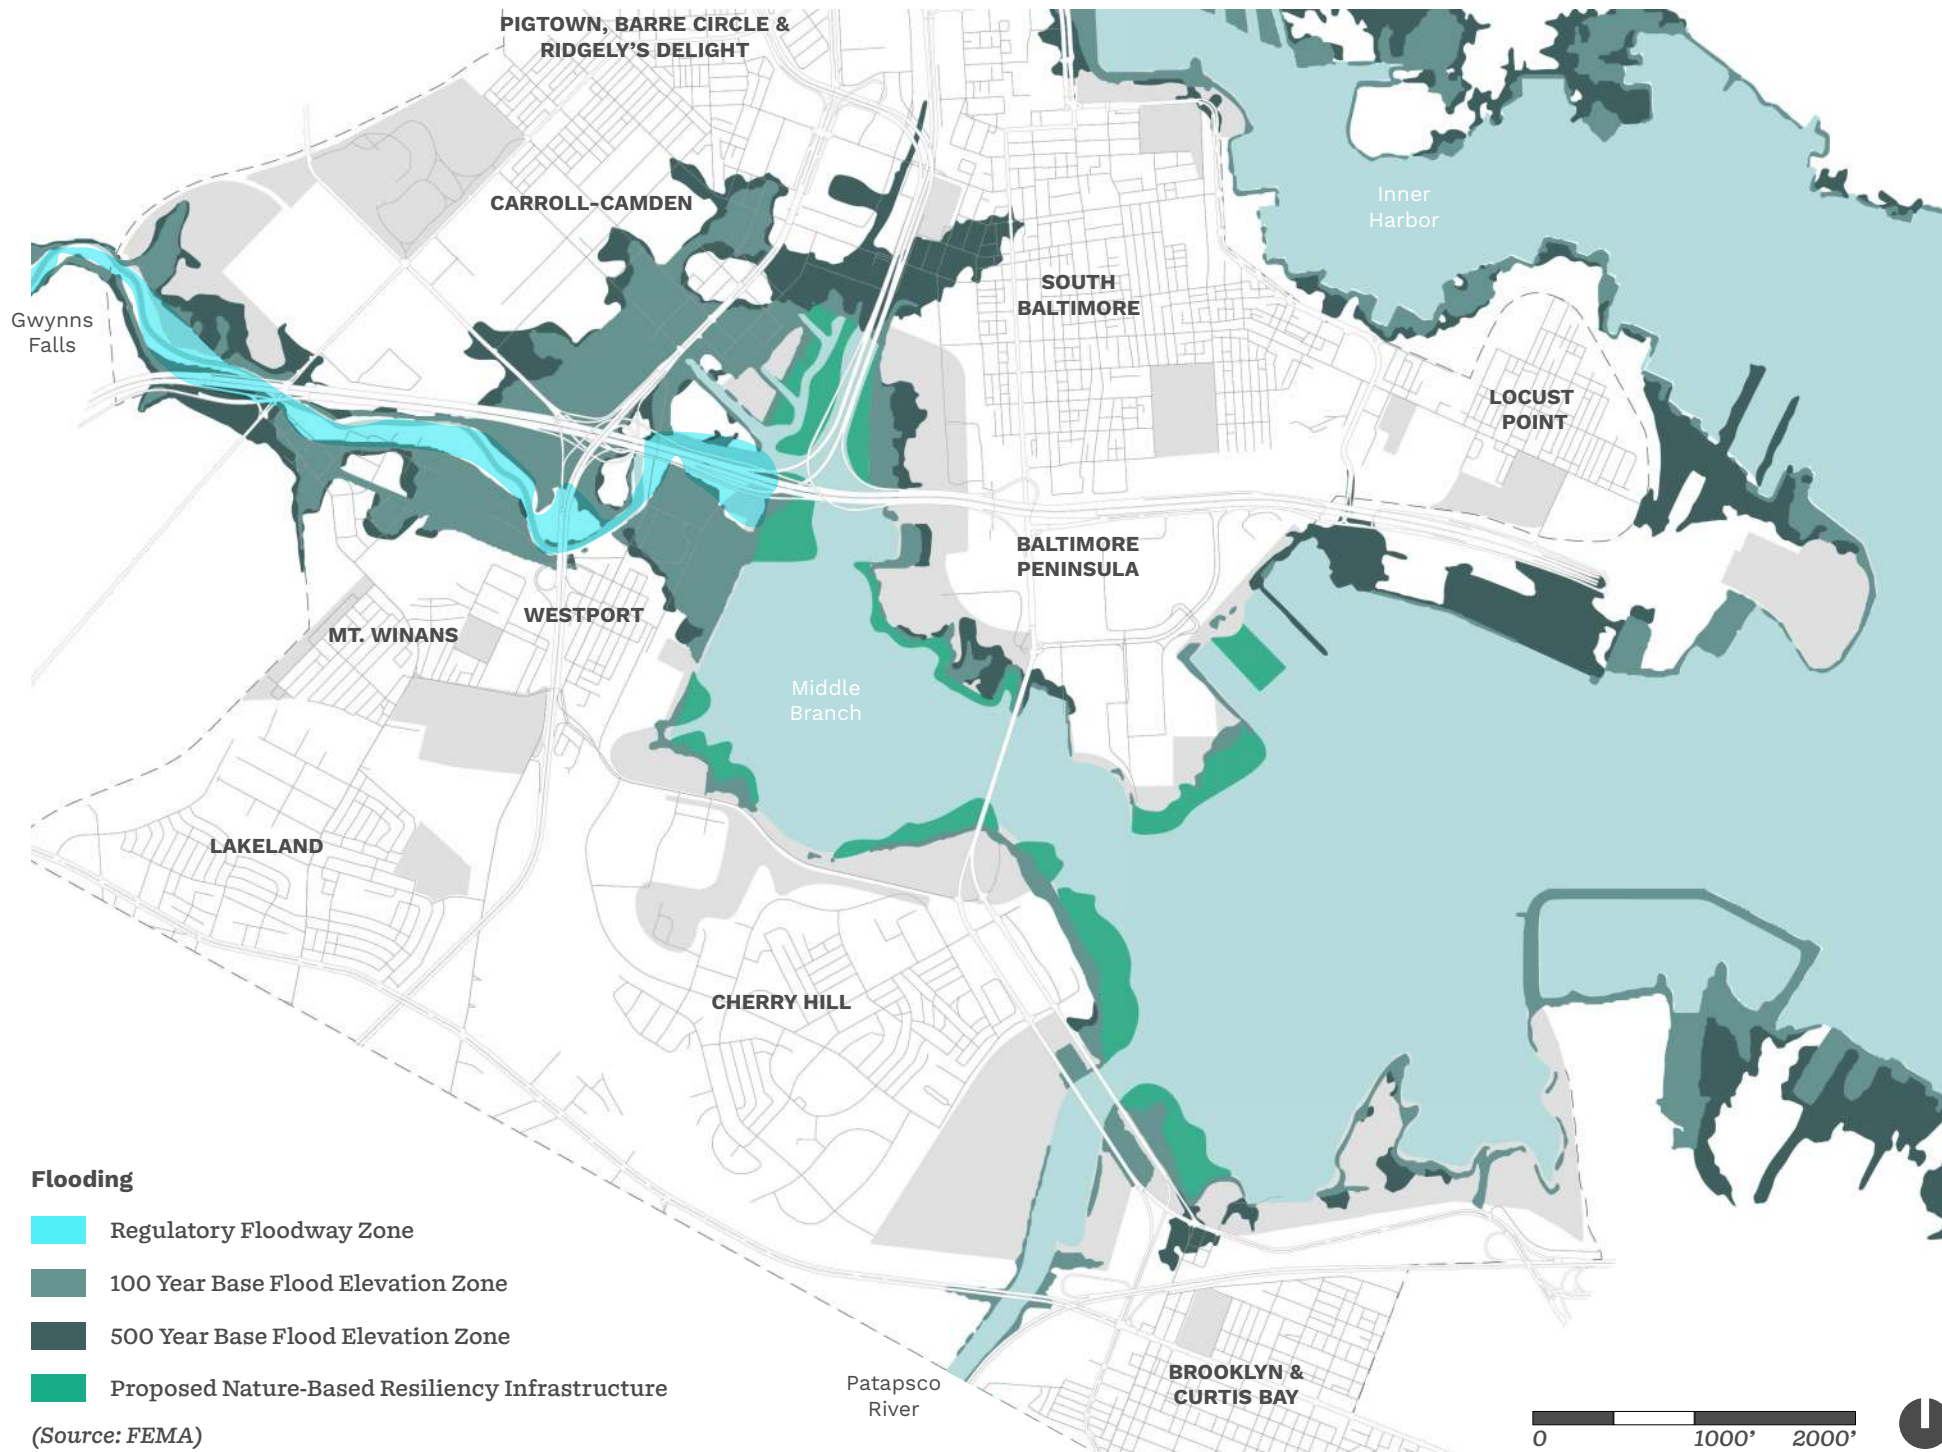 PIGTOWN, BARRE CIRCLE &
RIDGELY'S DELIGHT
CARROLL-CAMDEN
Inner
Harbor
SOUTH
BALTIMORE
Gwynns
Falls
LOCUST
POINT
BALTIMORE
PENINSULA
WESTPORT
MT. WINANS
Middle
Branch
LAKELAND
CHERRY HILL
Flooding
Regulatory Floodway Zone
100 Year Base Flood Elevation Zone
500 Year Base Flood Elevation Zone
Proposed Nature-Based Resiliency Infrastructure
(Source: FEMA)
Patapsco
River
BROOKLYN &
CURTIS BAY
0 1000' 2000'